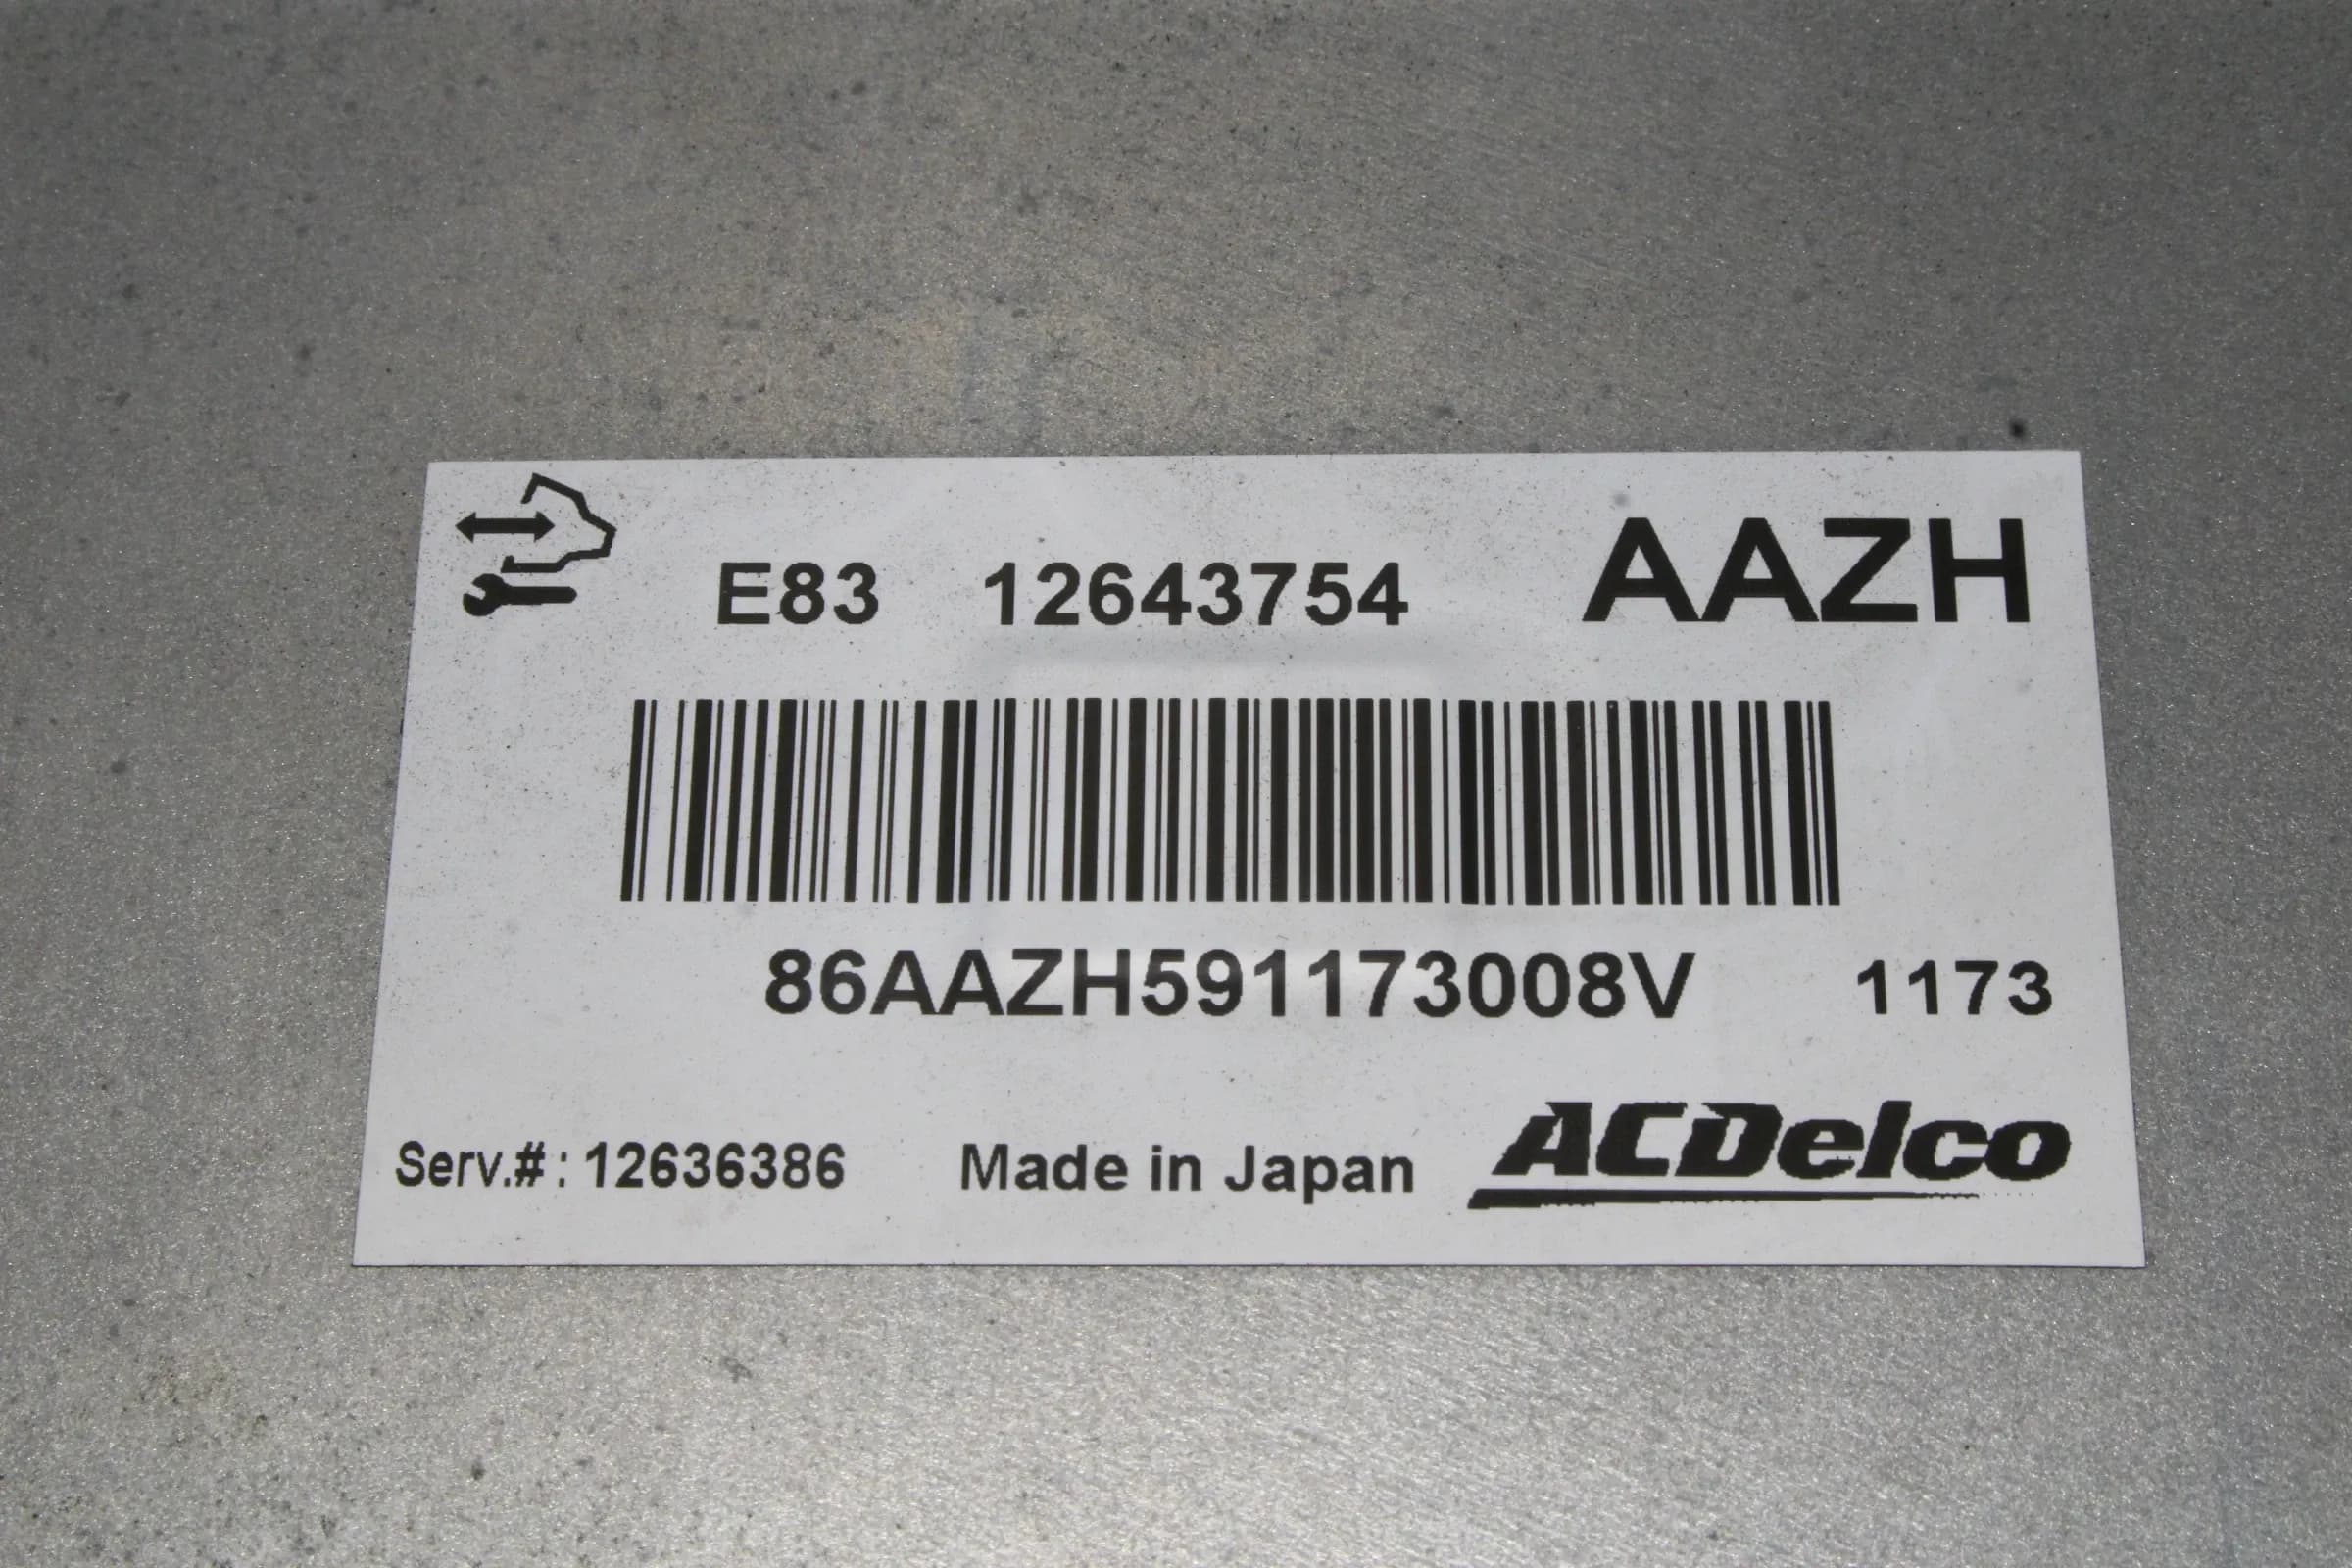 E83 12643754 AAZH
86AAZH591173008V 1173
Serv.#: 12636386 Made in Japan ACDelco